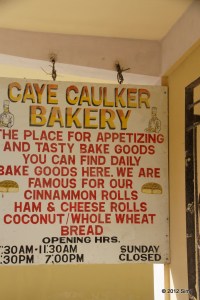 CAYE CAULKER
BAKERY
THE PLACE FOR APPETIZING
AND TASTY BAKE GOODS
YOU CAN FIND DAILY
BAKE GOODS HERE. WE ARE
FAMOUS FOR OUR
CINNAMON ROLLS
HAM & CHEESE ROLLS
COCONUT/WHOLE WHEAT
BREAD
OPENING HRS.
:30AM-11:30AM SUNDAY
:30PM 7:00PM CLOSED
© 2012